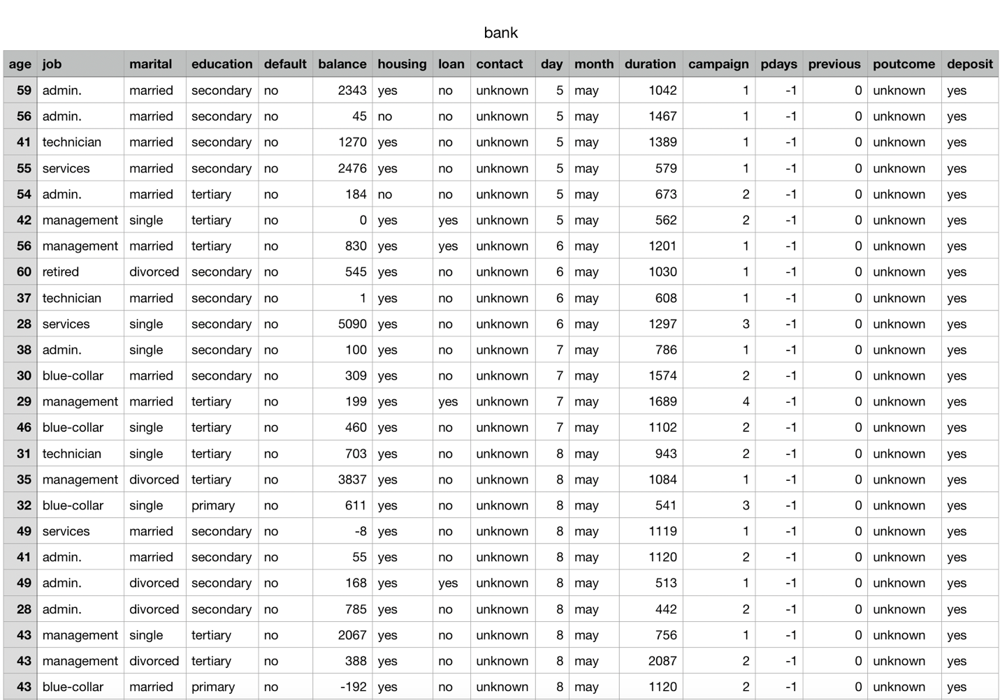 bank
age job marital education default balance housing loan contact day month duration campaign pdays previous poutcome deposit
59 admin. married secondary no 2343 yes no unknown 5 may 1042 1 -1 0 unknown yes
56 admin. married secondary no 45 no no unknown 5 may 1467 1 -1 0 unknown yes
41 technician married secondary no 1270 yes no unknown 5 may 1389 1 -1 0 unknown yes
55 services married secondary no 2476 yes no unknown 5 may 579 1 -1 0 unknown yes
54 admin. married tertiary no 184 no no unknown 5 may 673 2 -1 0 unknown yes
42 management single tertiary no 0 yes yes unknown 5 may 562 2 -1 0 unknown yes
56 management married tertiary no 830 yes yes unknown 6 may 1201 1 -1 0 unknown yes
60 retired divorced secondary no 545 yes no unknown 6 may 1030 1 -1 0 unknown yes
37 technician married secondary no 1 yes no unknown 6 may 608 1 -1 0 unknown yes
28 services single secondary no 5090 yes no unknown 6 may 1297 3 -1 0 unknown yes
38 admin. single secondary no 100 yes no unknown 7 may 786 1 -1 0 unknown yes
30 blue-collar married secondary no 309 yes no unknown 7 may 1574 2 -1 0 unknown yes
29 management married tertiary no 199 yes yes unknown 7 may 1689 4 -1 0 unknown yes
46 blue-collar single tertiary no 460 yes no unknown 7 may 1102 2 -1 0 unknown yes
31 technician single tertiary no 703 yes no unknown 8 may 943 2 -1 0 unknown yes
35 management divorced tertiary no 3837 yes no unknown 8 may 1084 1 -1 0 unknown yes
32 blue-collar single primary no 611 yes no unknown 8 may 541 3 -1 0 unknown yes
49 services married secondary no -8 yes no unknown 8 may 1119 1 -1 0 unknown yes
41 admin. married secondary no 55 yes no unknown 8 may 1120 2 -1 0 unknown yes
49 admin. divorced secondary no 168 yes yes unknown 8 may 513 1 -1 0 unknown yes
28 admin. divorced secondary no 785 yes no unknown 8 may 442 2 -1 0 unknown yes
43 management single tertiary no 2067 yes no unknown 8 may 756 1 -1 0 unknown yes
43 management divorced tertiary no 388 yes no unknown 8 may 2087 2 -1 0 unknown yes
43 blue-collar married primary no -192 yes no unknown 8 may 1120 2 -1 0 unknown yes